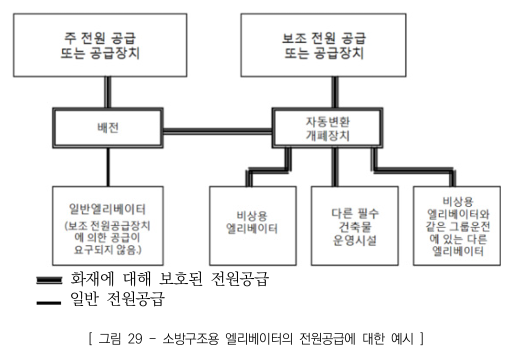 주 전원 공급
또는 공급장치
보조 전원 공급
또는 공급장치
배전
자동변환
개폐장치
일반엘리베이터
(보조 전원공급장치
에 의한 공급이
요구되지 않음.)
비상용
엘리베이터
다른 필수
건축물
운영시설
비상용
엘리베이터와
같은 그룹운전
에 있는 다른
엘리베이터
화재에 대해 보호된 전원공급
일반 전원공급
[ 그림 29 - 소방구조용 엘리베이터의 전원공급에 대한 예시 ]